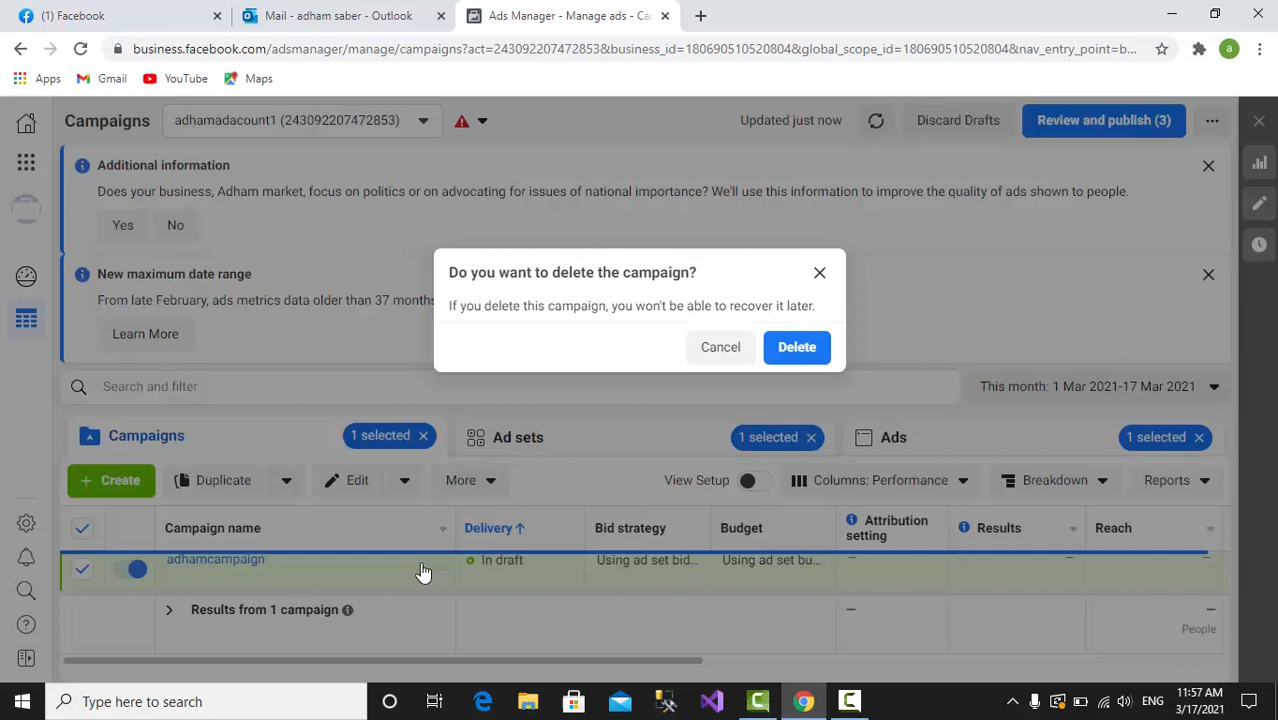 (1) Facebook
Mail - adham saber - Outlook
Ads Manager - Manage ads - Ca
business.facebook.com/adsmanager/manage/campaigns?act=243092207472853&business_id=1806905105520804&global_scope_id=1806905105520804&nav_entry_point=b...
a
Apps
Gmail
YouTube
Maps
Campaigns
adhamadacount1 (243092207472853)
Updated just now
Discard Drafts
Review and publish (3)
Additional information
Does your business, Adham market, focus on politics or on advocating for issues of national importance? We'll use this information to improve the quality of ads shown to people.
Yes
No
New maximum date range
From late February, ads metrics data older than 37 months
Learn More
Do you want to delete the campaign?
If you delete this campaign, you won't be able to recover it later.
Cancel
Delete
Search and filter
This month: 1 Mar 2021-17 Mar 2021
Campaigns
1 selected
Ad sets
1 selected
Ads
1 selected
+ Create
Duplicate
Edit
More
View Setup
Columns: Performance
Breakdown
Reports
Campaign name
Delivery ↑
Bid strategy
Budget
Attribution
setting
Results
Reach
adhamcampaign
In draft
Using ad set bid...
Using ad set bu...
—
—
—
Results from 1 campaign
—
—
—
People
Type here to search
ENG
11:57 AM
3/17/2021